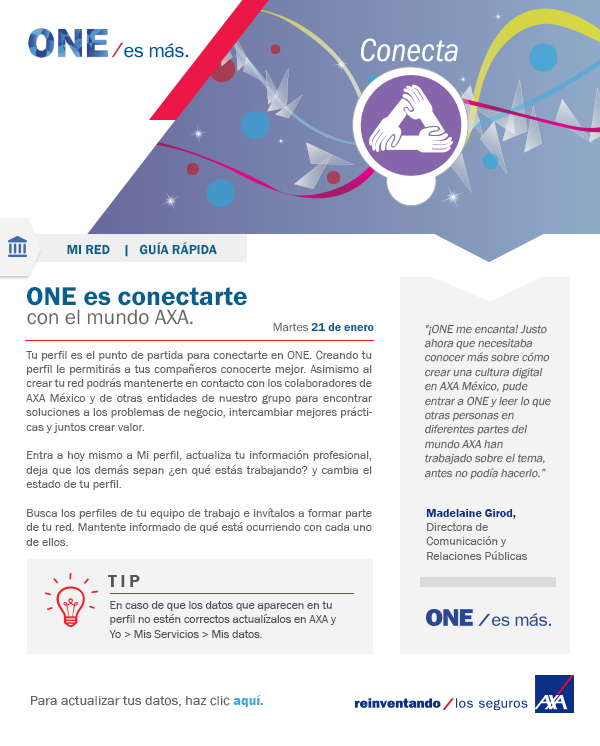 ONE / es más.
Conecta
MI RED | GUÍA RÁPIDA
ONE es conectarte
con el mundo AXA.
Martes 21 de enero
Tu perfil es el punto de partida para conectarte en ONE. Creando tu
perfil le permitirás a tus compañeros conocerte mejor. Asimismo al
crear tu red podrás mantenerte en contacto con los colaboradores de
AXA México y de otras entidades de nuestro grupo para encontrar
soluciones a los problemas de negocio, intercambiar mejores prácti-
cas y juntos crear valor.
Entra a hoy mismo a Mi perfil, actualiza tu información profesional,
deja que los demás sepan ¿en qué estás trabajando? y cambia el
estado de tu perfil.
Busca los perfiles de tu equipo de trabajo e invítalos a formar parte
de tu red. Mantente informado de qué está ocurriendo con cada uno
de ellos.
TIP
En caso de que los datos que aparecen en tu
perfil no estén correctos actualízalos en AXA y
Yo > Mis Servicios > Mis datos.
"¡ONE me encanta! Justo
ahora que necesitaba
conocer más sobre cómo
crear una cultura digital
en AXA México, pude
entrar a ONE y leer lo que
otras personas en
diferentes partes del
mundo AXA han
trabajado sobre el tema,
antes no podía hacerlo."
Madelaine Girod,
Directora de
Comunicación y
Relaciones Públicas
ONE / es más.
Para actualizar tus datos, haz clic aquí.
reinventando / los seguros
AXA